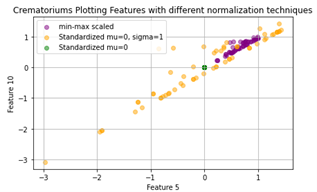 Crematoriums Plotting Features with different normalization techniques
min-max scaled
Standardized mu=0, sigma=1
Standardized mu=0
Feature 10
1
0
−1
−2
−3
−3
−2
−1
0
1
Feature 5